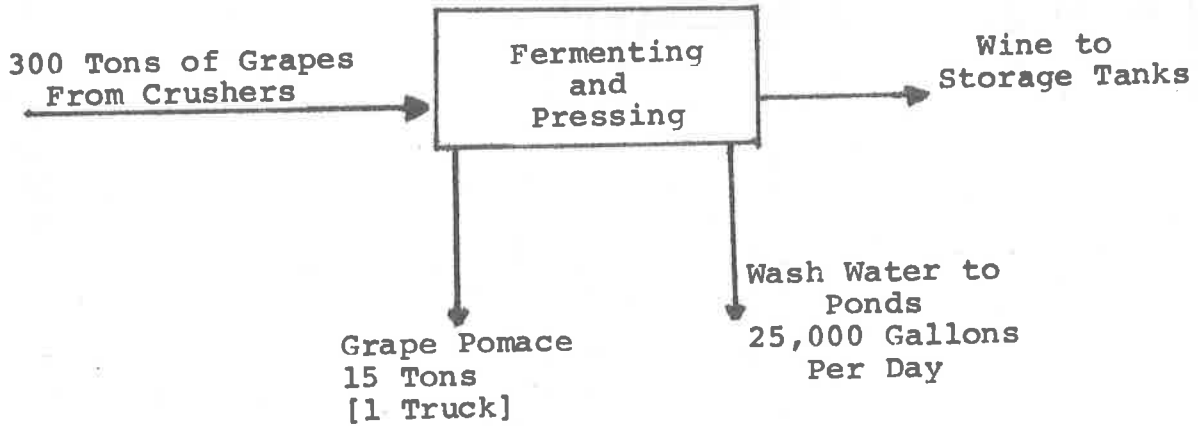 300 Tons of Grapes
From Crushers
Fermenting
and
Pressing
Wine to
Storage Tanks
Grape Pomace
15 Tons
[1 Truck]
Wash Water to
Ponds
25,000 Gallons
Per Day